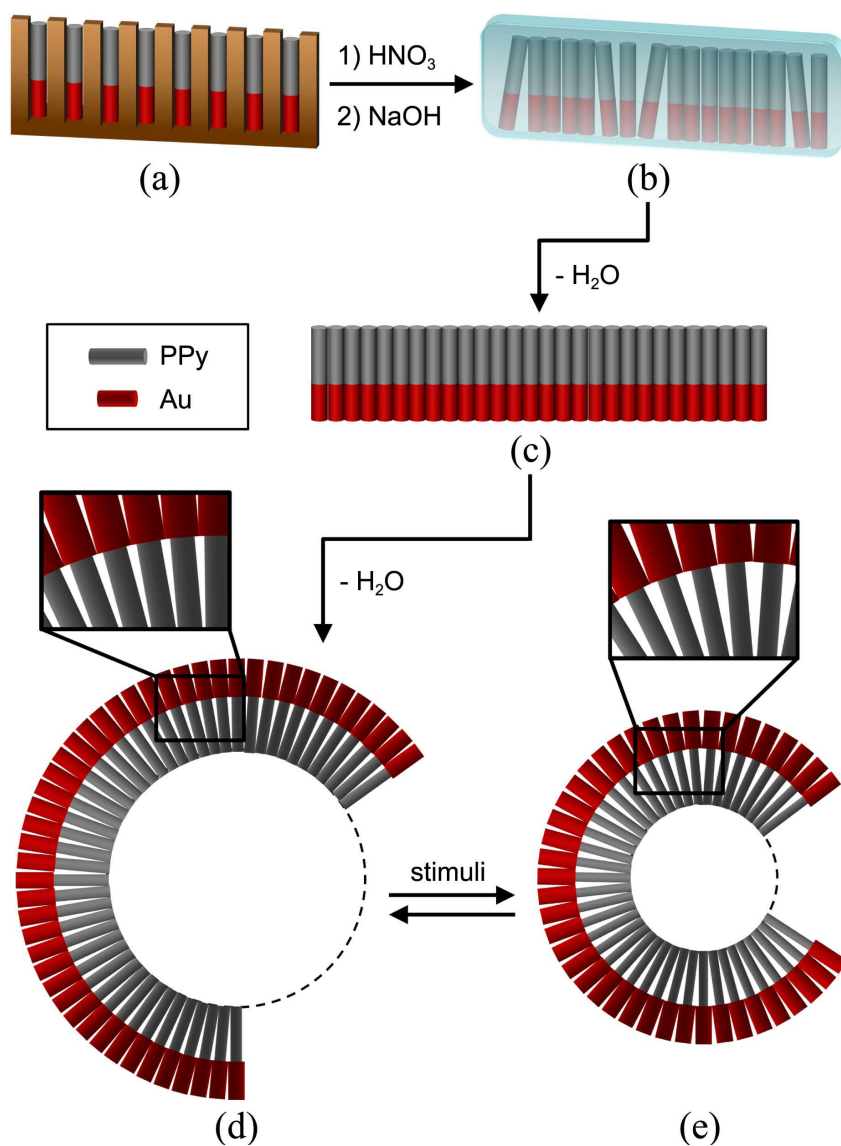 1) HNO₃
2) NaOH
(a)
(b)
- H₂O
PPy
Au
(c)
- H₂O
stimuli
(d)
(e)